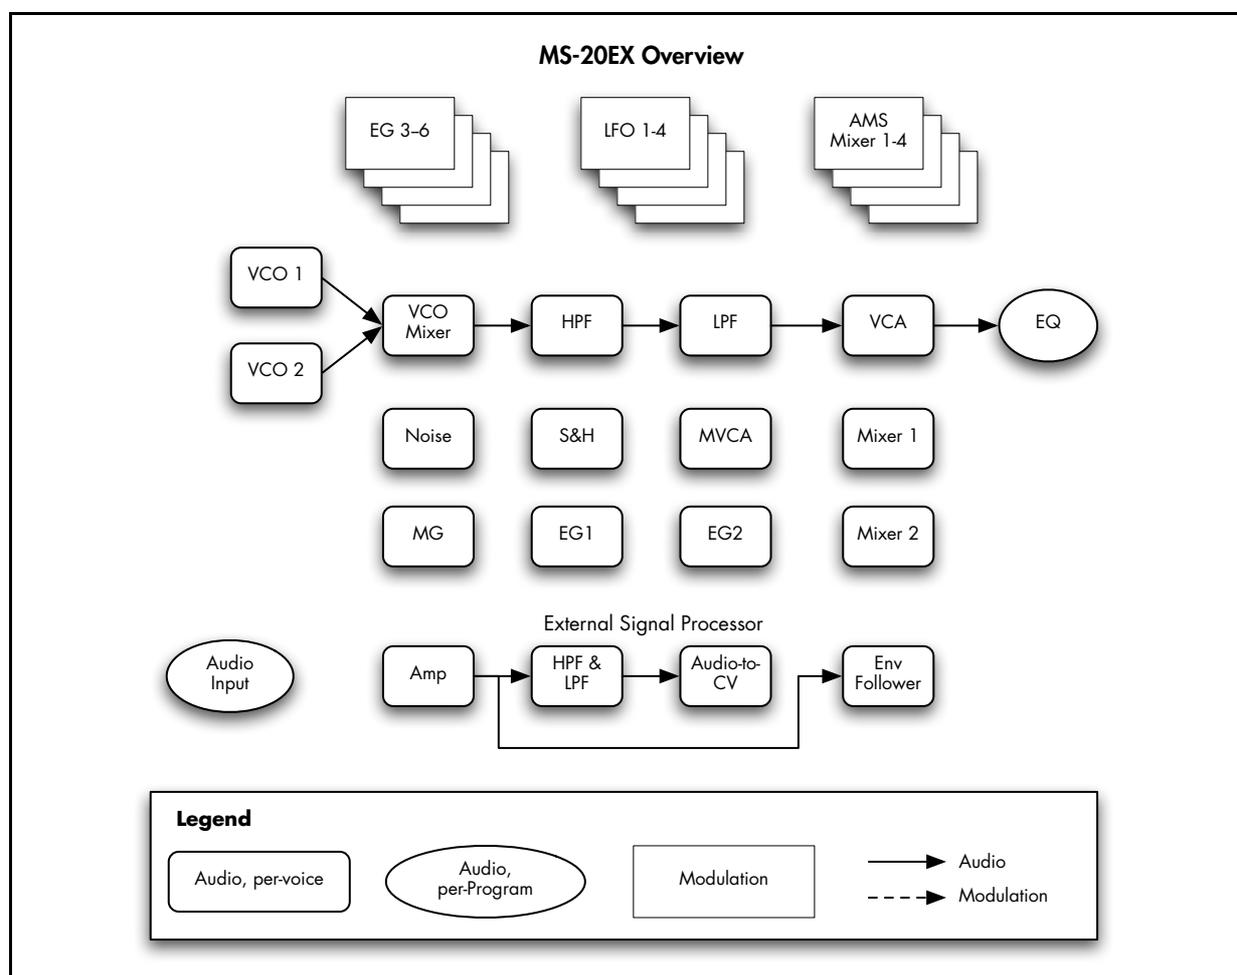 MS-20EX Overview
EG 3–6
LFO 1-4
AMS
Mixer 1-4
VCO 1
VCO 2
VCO
Mixer
HPF
LPF
VCA
EQ
Noise
S&H
MVCA
Mixer 1
MG
EG1
EG2
Mixer 2
External Signal Processor
Audio
Input
Amp
HPF &
LPF
Audio-to-
CV
Env
Follower
Legend
Audio, per-voice
Audio,
per-Program
Modulation
Audio
Modulation